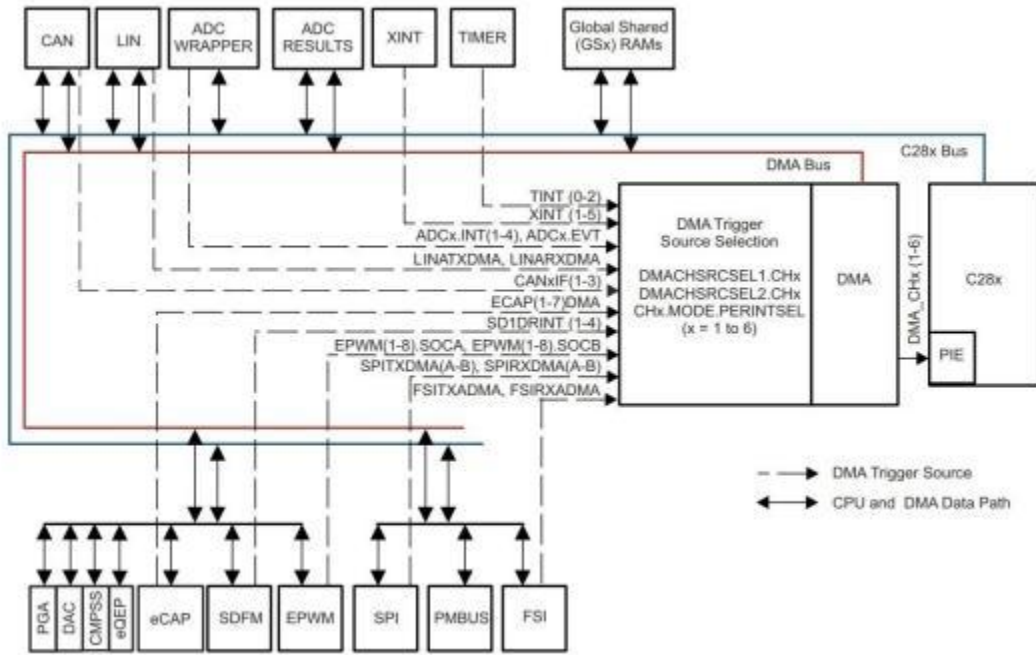 CAN
LIN
ADC
WRAPPER
ADC
RESULTS
XINT
TIMER
Global Shared
(GSx) RAMs
C28x Bus
DMA Bus
TINT (0-2)
XINT (1-5)
ADCx.INT(1-4), ADCx.EVT
LINATXDMA, LINARXDMA
CANxIF(1-3)
ECAP(1-7)DMA
SD1DRINT (1-4)
EPWM(1-8).SOCA, EPWM(1-8).SOCB
SPITXDMA(A-B), SPIRXDMA(A-B)
FSITXADMA, FSIRXADMA
DMA Trigger
Source Selection
DMACHSRCSEL1.CHx
DMACHSRCSEL2.CHx
CHx.MODE.PERINTSEL
(x = 1 to 6)
DMA
DMA_CHx (1-6)
C28x
PIE
DMA Trigger Source
CPU and DMA Data Path
PGA
DAC
CMPSS
eQEP
eCAP
SDFM
EPWM
SPI
PMBUS
FSI